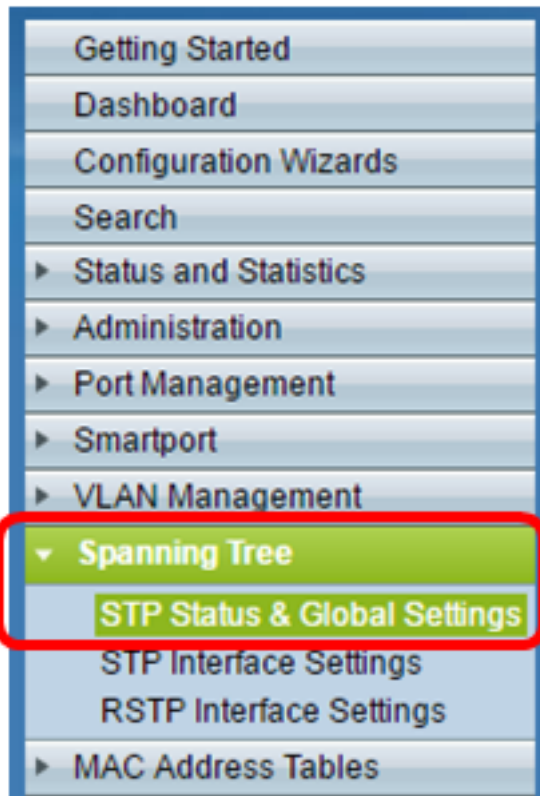 Getting Started
Dashboard
Configuration Wizards
Search
Status and Statistics
Administration
Port Management
Smartport
VLAN Management
Spanning Tree
STP Status & Global Settings
STP Interface Settings
RSTP Interface Settings
MAC Address Tables